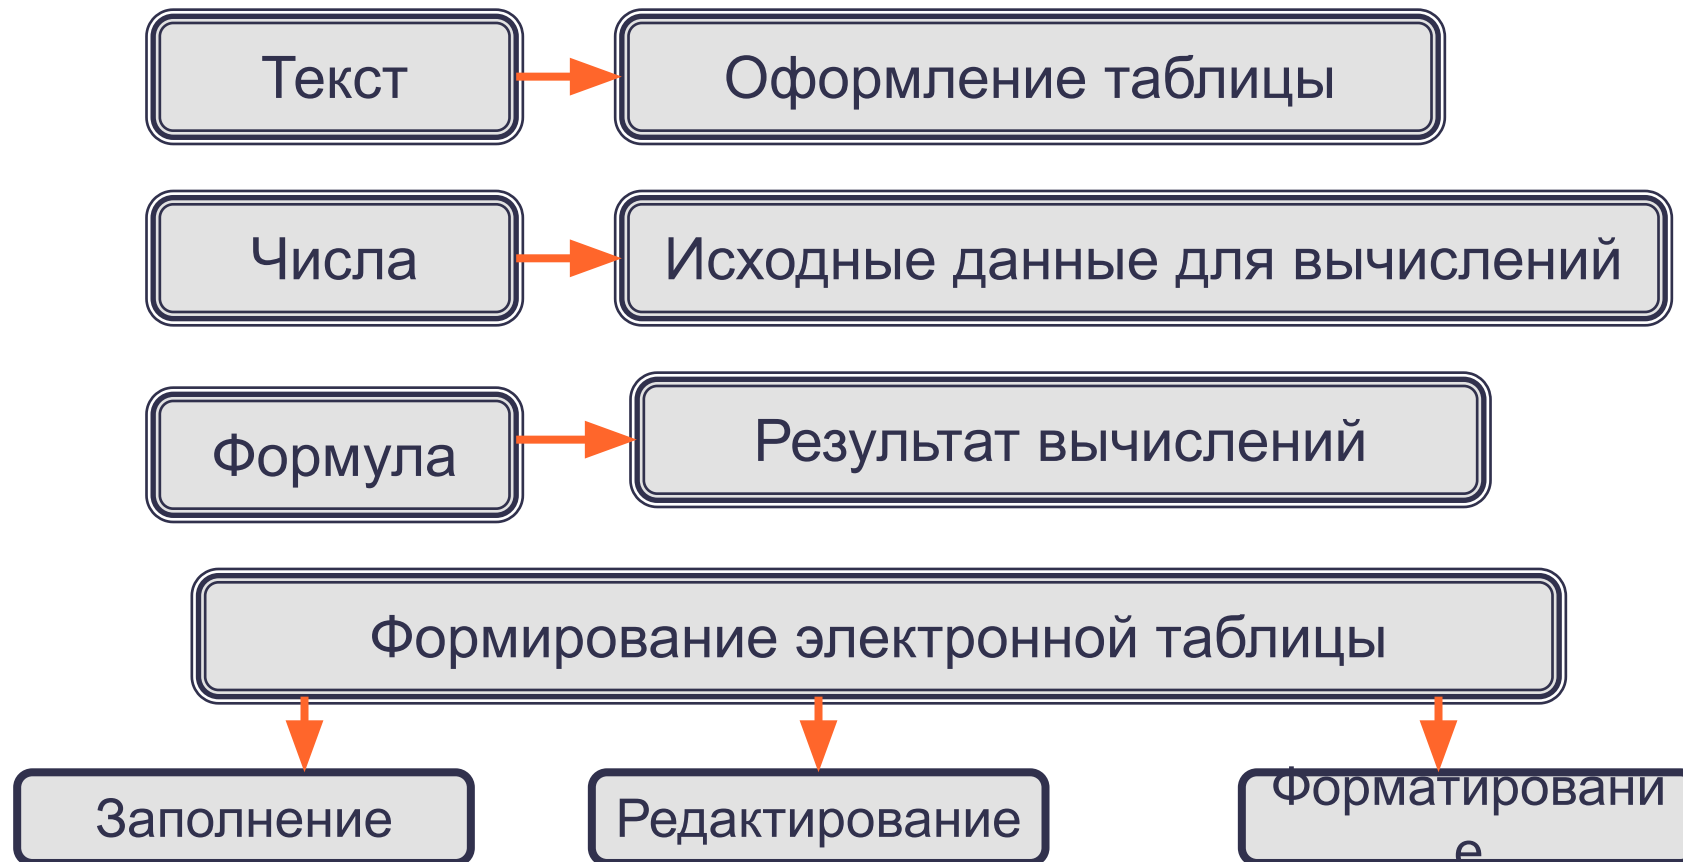 Текст
Оформление таблицы
Числа
Исходные данные для вычислений
Формула
Результат вычислений
Формирование электронной таблицы
Заполнение
Редактирование
Форматировани
е